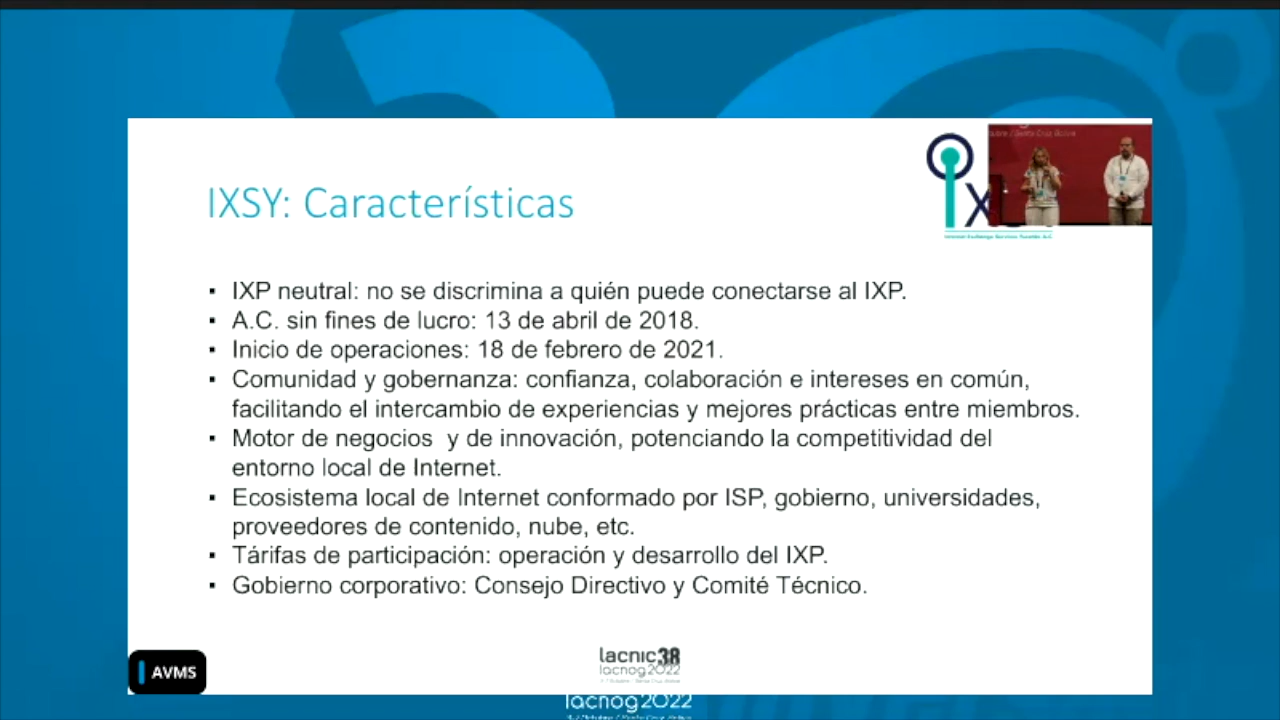 IXSY: Características
▪ IXP neutral: no se discrimina a quién puede conectarse al IXP.
▪ A.C. sin fines de lucro: 13 de abril de 2018.
▪ Inicio de operaciones: 18 de febrero de 2021.
▪ Comunidad y gobernanza: confianza, colaboración e intereses en común,
facilitando el intercambio de experiencias y mejores prácticas entre miembros.
▪ Motor de negocios  y de innovación, potenciando la competitividad del
entorno local de Internet.
▪ Ecosistema local de Internet conformado por ISP, gobierno, universidades,
proveedores de contenido, nube, etc.
▪ Tárifas de participación: operación y desarrollo del IXP.
▪ Gobierno corporativo: Consejo Directivo y Comité Técnico.
AVMS
lacnic38
lacnog2022
lacnog2022